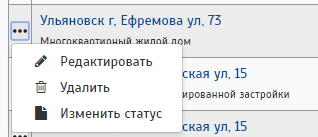 Ульяновск г, Ефремова ул, 73
Многоквартирный жилой дом
Редактировать
ская ул, 15
Удалить
ированной застройки
Изменить статус
ская ул, 15